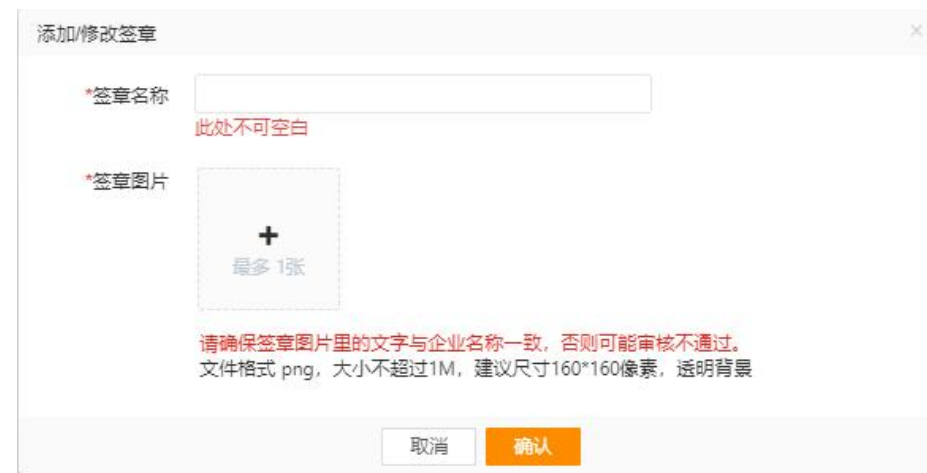 添加/修改签章
×
*签章名称
此处不可空白
*签章图片
+
最多 1张
请确保签章图片里的文字与企业名称一致，否则可能审核不通过。
文件格式 png，大小不超过1M，建议尺寸160*160像素，透明背景
取消 确认